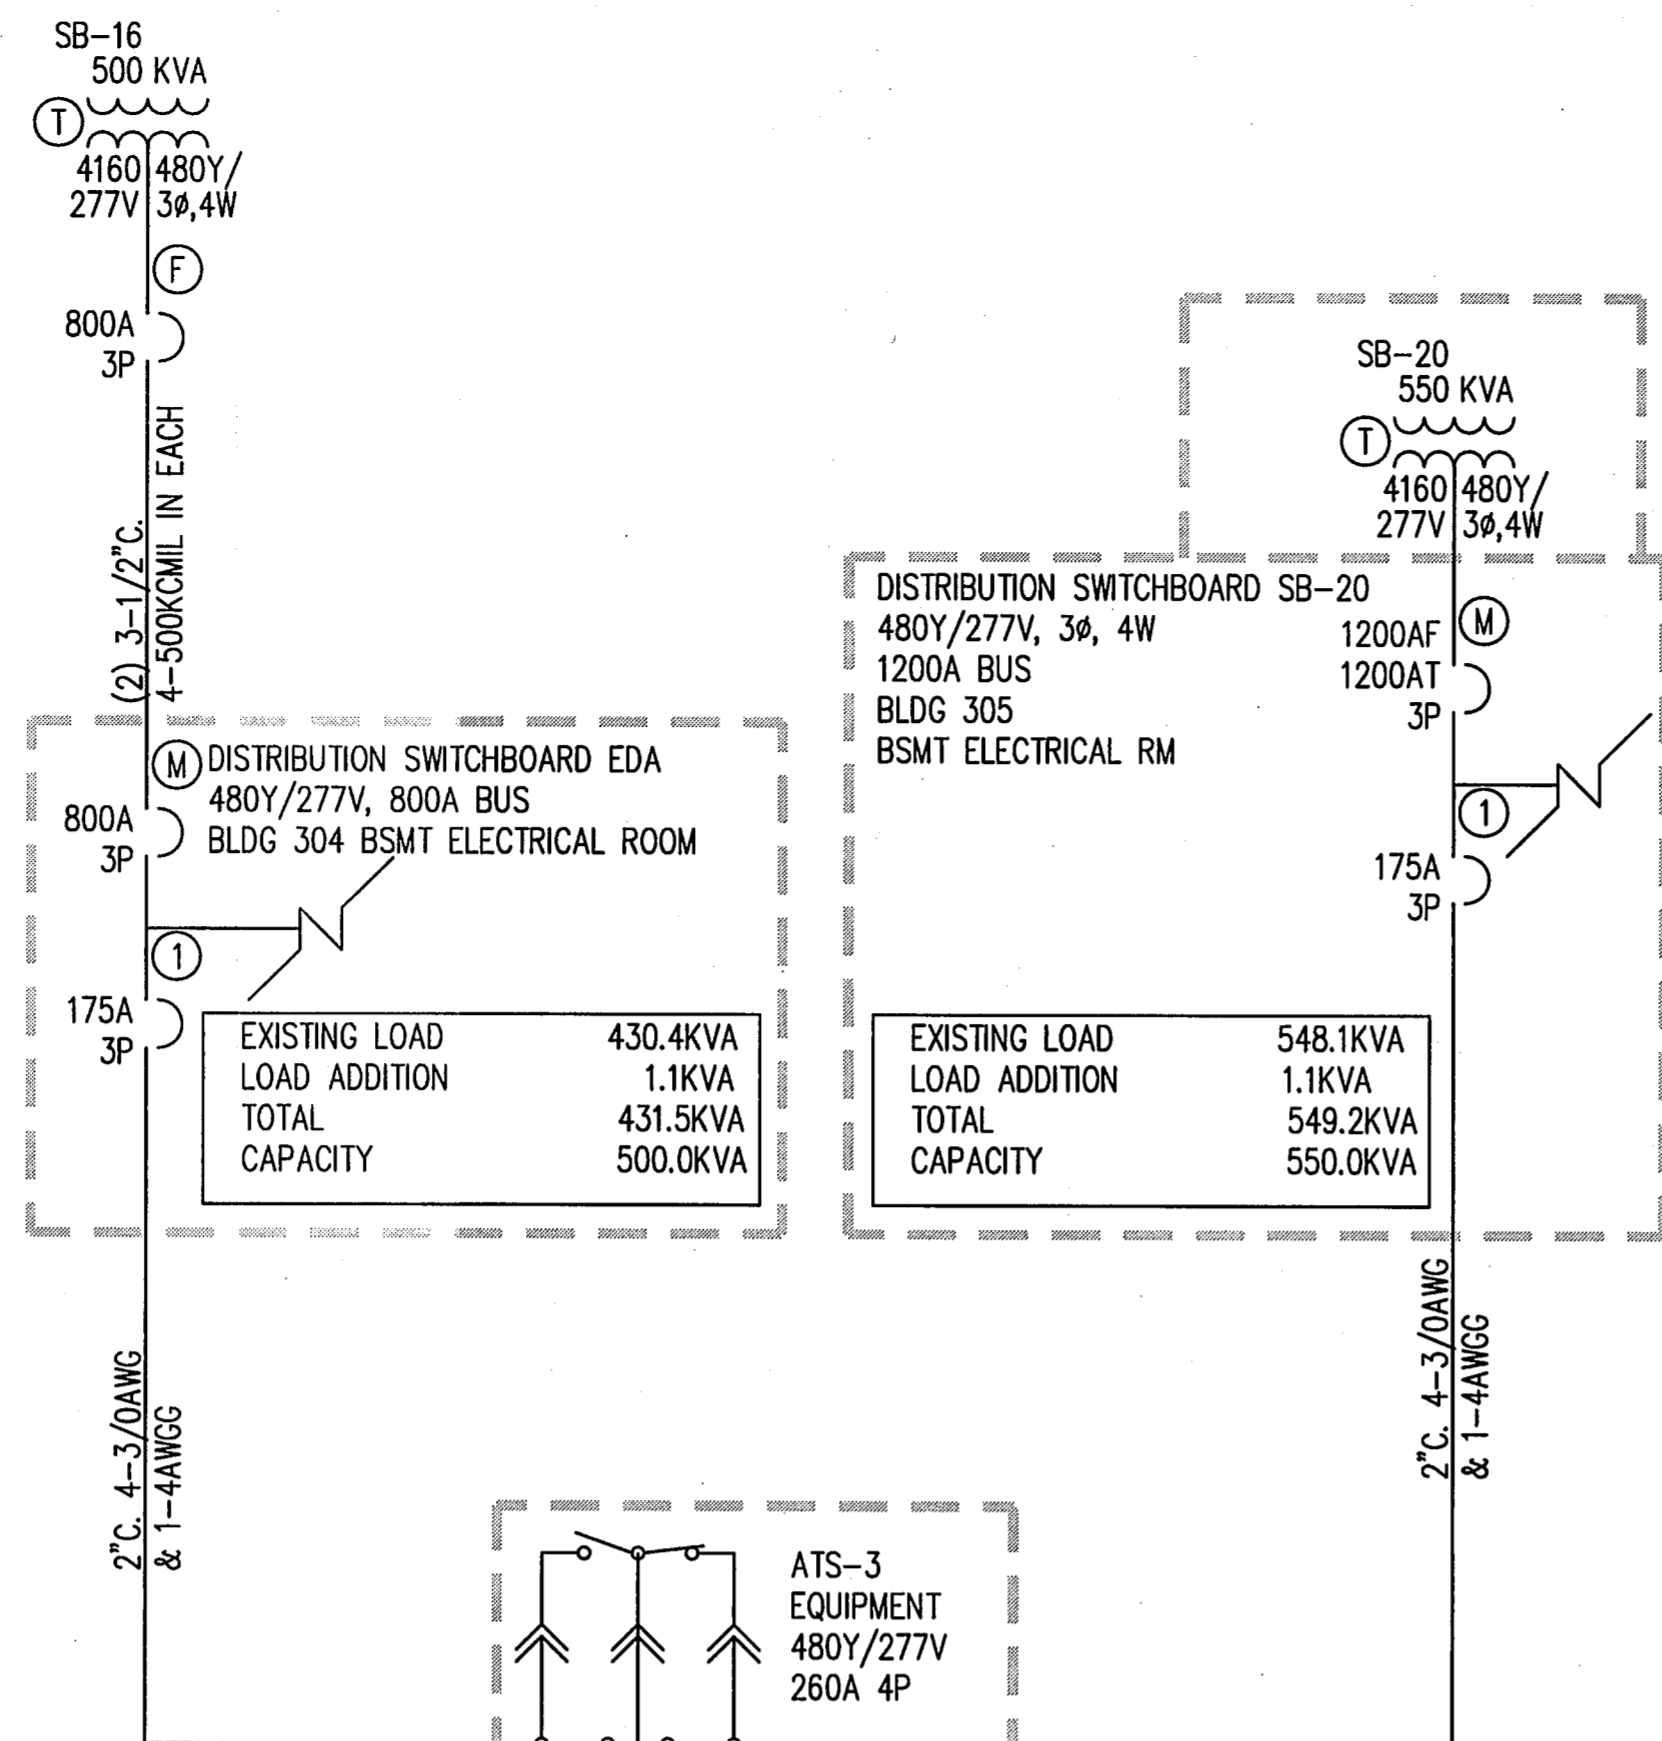 SB-16
500 KVA
T
4160 480Y/
277V 3ø,4W
F
800A
3P
(2) 3-1/2"C.
4-500KCMIL IN EACH
M
DISTRIBUTION SWITCHBOARD EDA
480Y/277V, 800A BUS
BLDG 304 BSMT ELECTRICAL ROOM
800A
3P
1
175A
3P
EXISTING LOAD 430.4KVA
LOAD ADDITION 1.1KVA
TOTAL 431.5KVA
CAPACITY 500.0KVA
2"C. 4-3/0AWG
& 1-4AWGG
SB-20
550 KVA
T
4160 480Y/
277V 3ø,4W
DISTRIBUTION SWITCHBOARD SB-20
480Y/277V, 3ø, 4W
1200A BUS
BLDG 305
BSMT ELECTRICAL RM
M
1200AF
1200AT
3P
1
175A
3P
EXISTING LOAD 548.1KVA
LOAD ADDITION 1.1KVA
TOTAL 549.2KVA
CAPACITY 550.0KVA
2"C. 4-3/0AWG
& 1-4AWGG
ATS-3
EQUIPMENT
480Y/277V
260A 4P